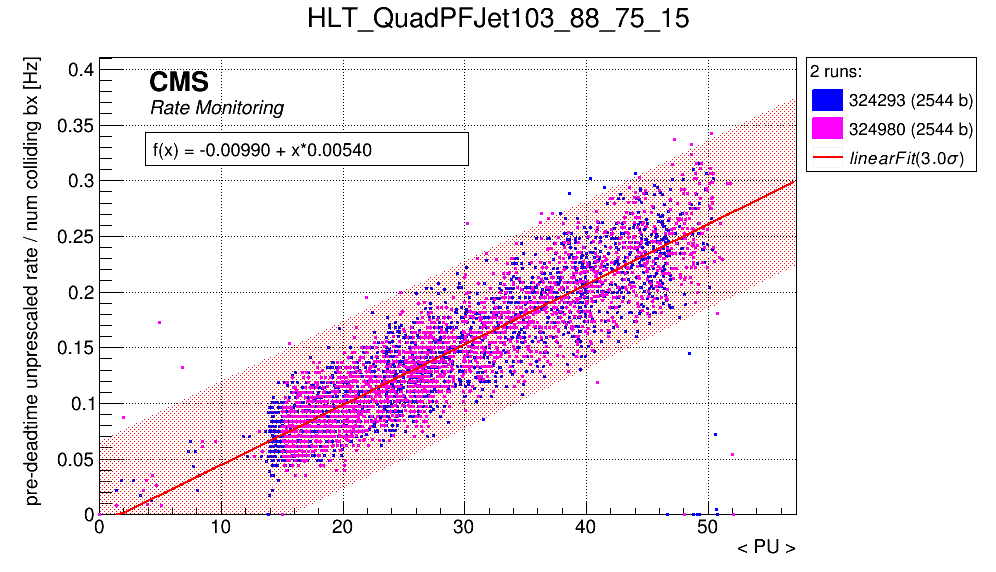 HLT_QuadPFJet103_88_75_15
pre-deadtime unprescaled rate / num colliding bx [Hz]
CMS
Rate Monitoring
f(x) = -0.00990 + x*0.00540
2 runs:
324293 (2544 b)
324980 (2544 b)
linearFit(3.0σ)
0.4
0.35
0.3
0.25
0.2
0.15
0.1
0.05
0
0 10 20 30 40 50
< PU >